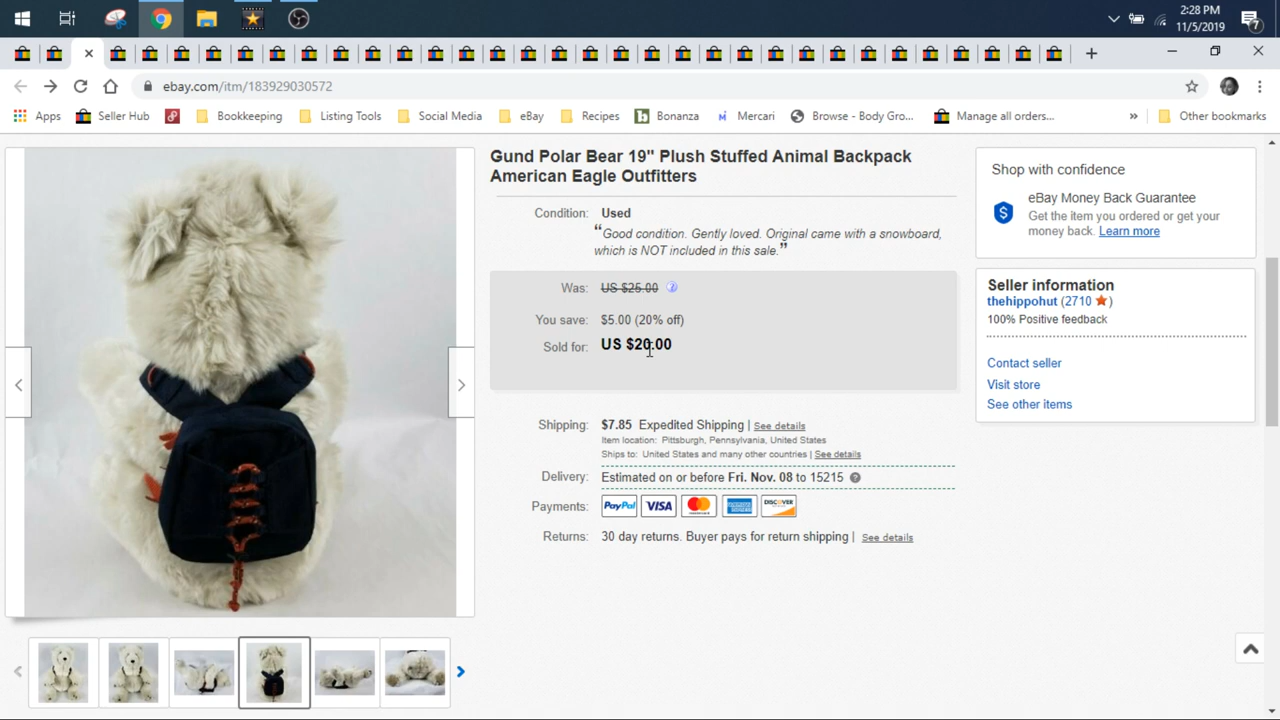 2:28 PM
11/5/2019
7
ebay.com/itm/183929030572
Apps
Seller Hub
Bookkeeping
Listing Tools
Social Media
eBay
Recipes
Bonanza
Mercari
Browse - Body Gro...
Manage all orders...
»
Other bookmarks
Gund Polar Bear 19" Plush Stuffed Animal Backpack
American Eagle Outfitters
Condition: Used
“Good condition. Gently loved. Original came with a snowboard,
which is NOT included in this sale.”
Was: US $25.00
You save: $5.00 (20% off)
Sold for: US $20.00
Shipping: $7.85 Expedited Shipping | See details
Item location: Pittsburgh, Pennsylvania, United States
Ships to: United States and many other countries | See details
Delivery: Estimated on or before Fri. Nov. 08 to 15215
Payments: PayPal VISA MasterCard AMERICAN EXPRESS DISCOVER
Returns: 30 day returns. Buyer pays for return shipping | See details
Shop with confidence
eBay Money Back Guarantee
Get the item you ordered or get your
money back. Learn more
Seller information
thehippohut (2710 )
100% Positive feedback
Contact seller
Visit store
See other items